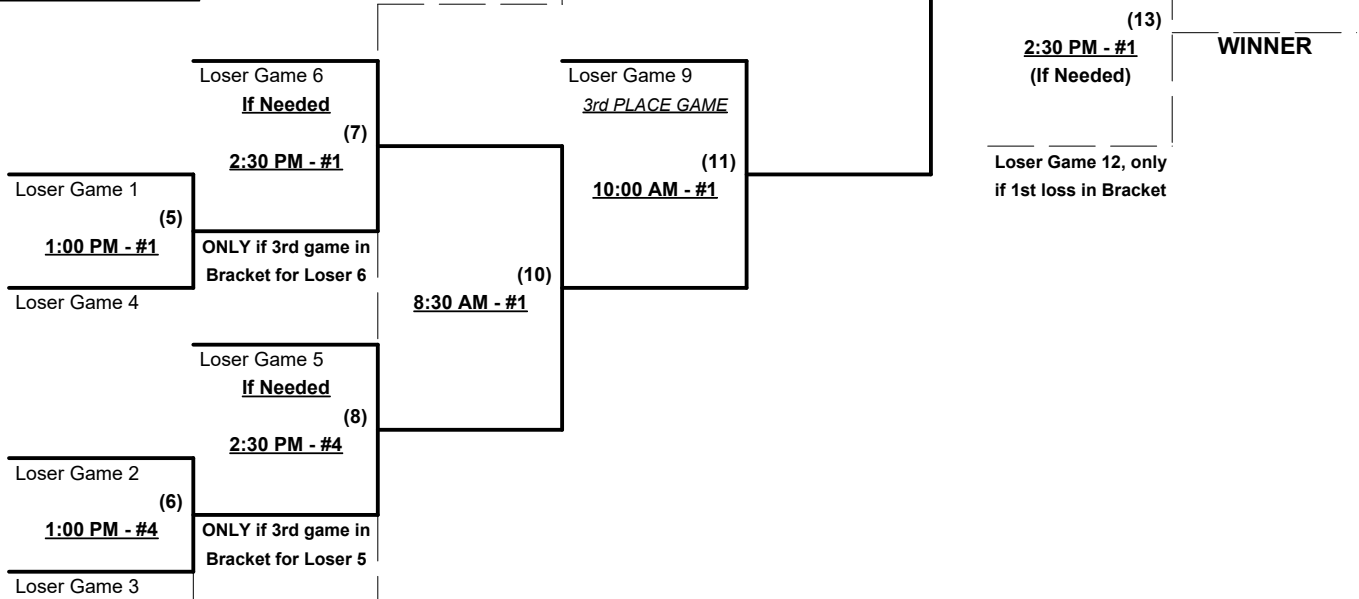 (13)
2:30 PM - #1
WINNER
(If Needed)
Loser Game 6
If Needed
(7)
2:30 PM - #1
Loser Game 9
3rd PLACE GAME
(11)
10:00 AM - #1
Loser Game 12, only
if 1st loss in Bracket
Loser Game 1
(5)
1:00 PM - #1
Loser Game 4
ONLY if 3rd game in
Bracket for Loser 6
(10)
8:30 AM - #1
Loser Game 5
If Needed
(8)
2:30 PM - #4
Loser Game 2
(6)
1:00 PM - #4
Loser Game 3
ONLY if 3rd game in
Bracket for Loser 5